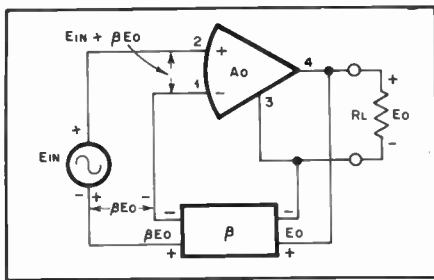 EIN + βEO
2
+
AO
4
1
−
3
+
RL
EO
−
+
EIN
−
+
βEO
−
−
β
−
βEO
EO
+
+